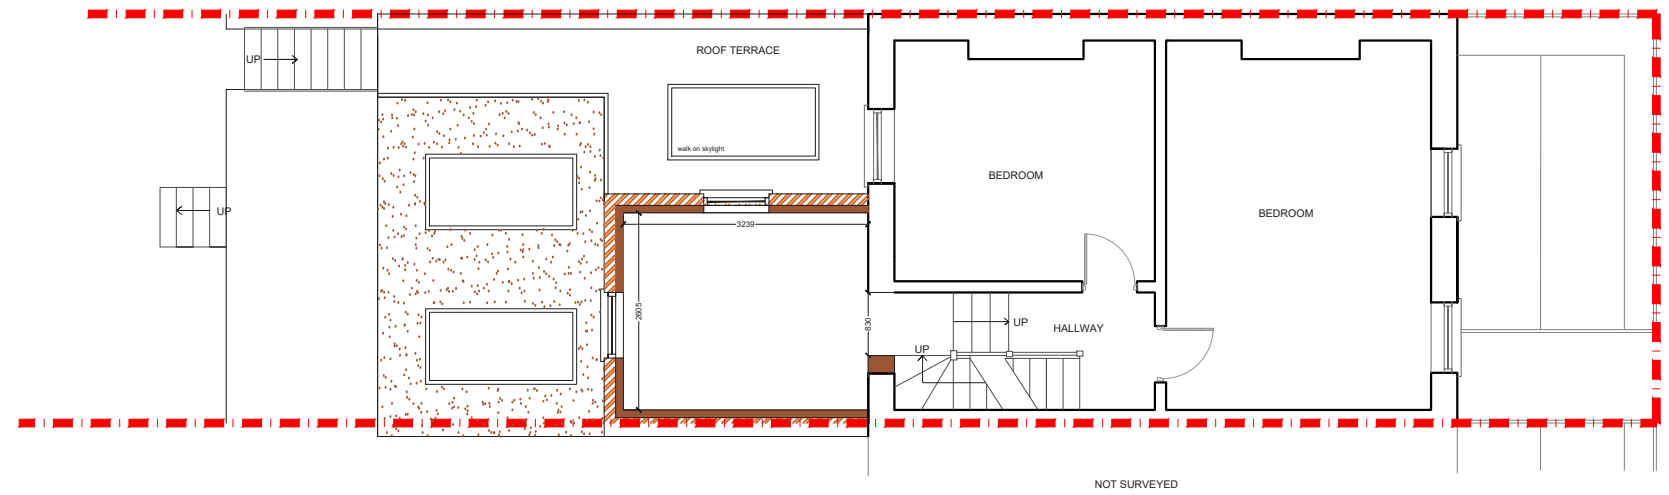 ROOF TERRACE
UP
walk on skylight
BEDROOM
UP
BEDROOM
3239
2605
830
UP
HALLWAY
UP
NOT SURVEYED